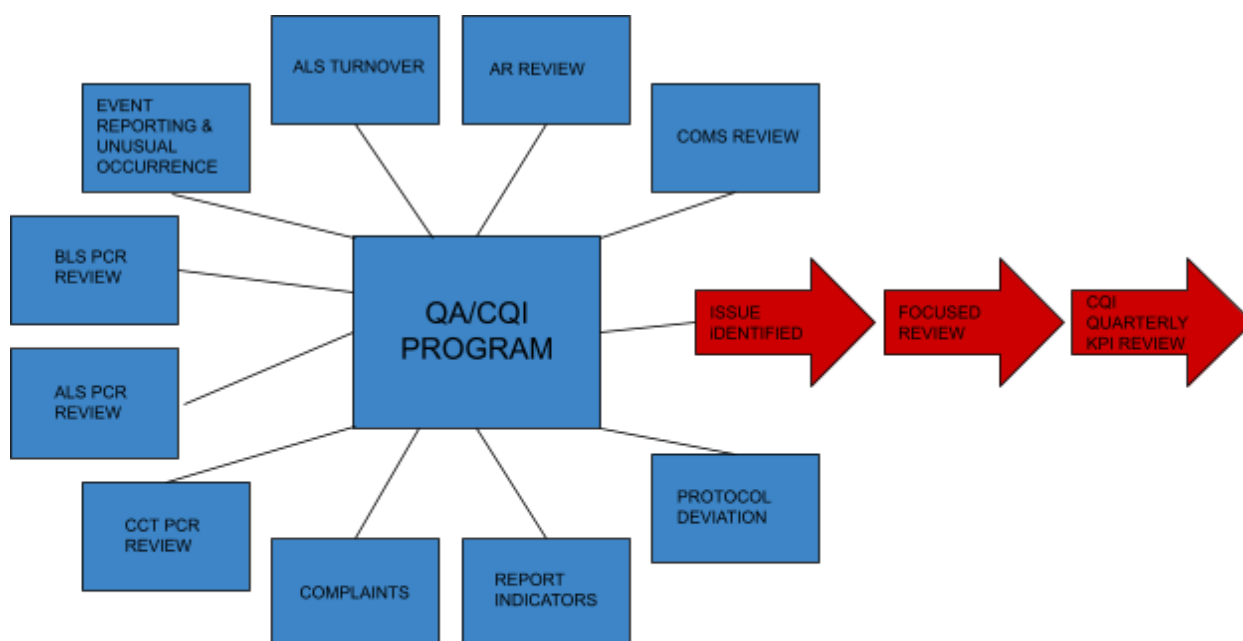 ALS TURNOVER
AR REVIEW
EVENT
REPORTING &
UNUSUAL
OCCURRENCE
COMS REVIEW
BLS PCR
REVIEW
QA/CQI
PROGRAM
ISSUE
IDENTIFIED
FOCUSED
REVIEW
CQI
QUARTERLY
KPI REVIEW
ALS PCR
REVIEW
CCT PCR
REVIEW
COMPLAINTS
REPORT
INDICATORS
PROTOCOL
DEVIATION